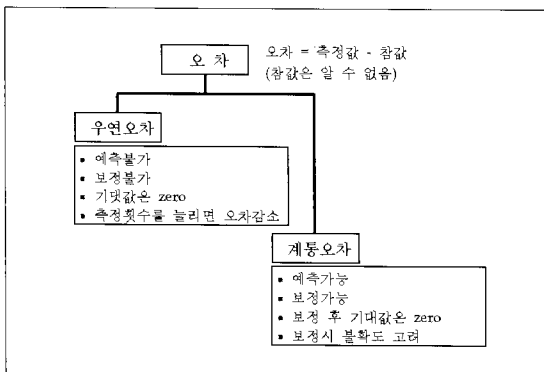 오 차
오차 = 측정값 - 참값
(참값은 알 수 없음)
우연오차
▪ 예측불가
▪ 보정불가
▪ 기댓값은 zero
▪ 측정횟수를 늘리면 오차감소
계통오차
▪ 예측가능
▪ 보정가능
▪ 보정 후 기대값은 zero
▪ 보정시 불확도 고려